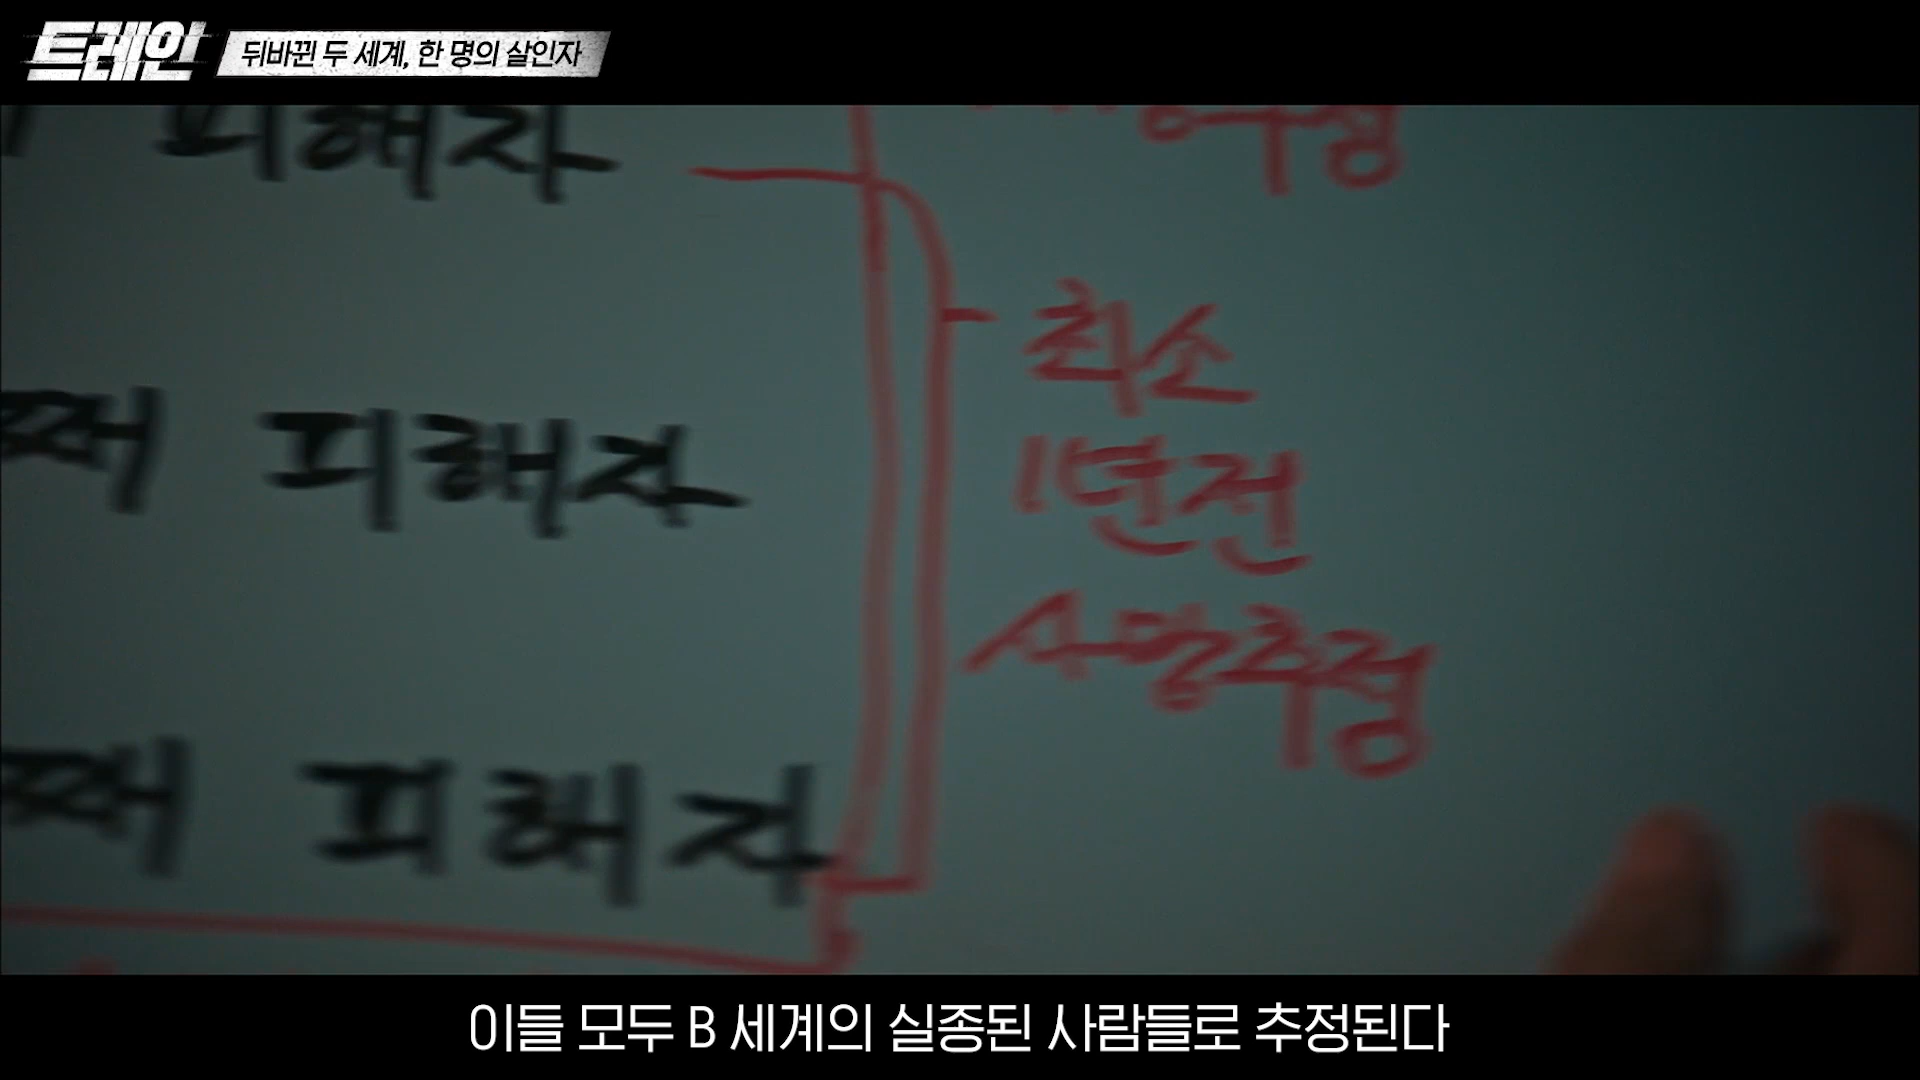 트레인
뒤바뀐 두 세계, 한 명의 살인자
피해자
추정
최소
1년전
째 피해자
사망추정
째 피해자
이들 모두 B 세계의 실종된 사람들로 추정된다